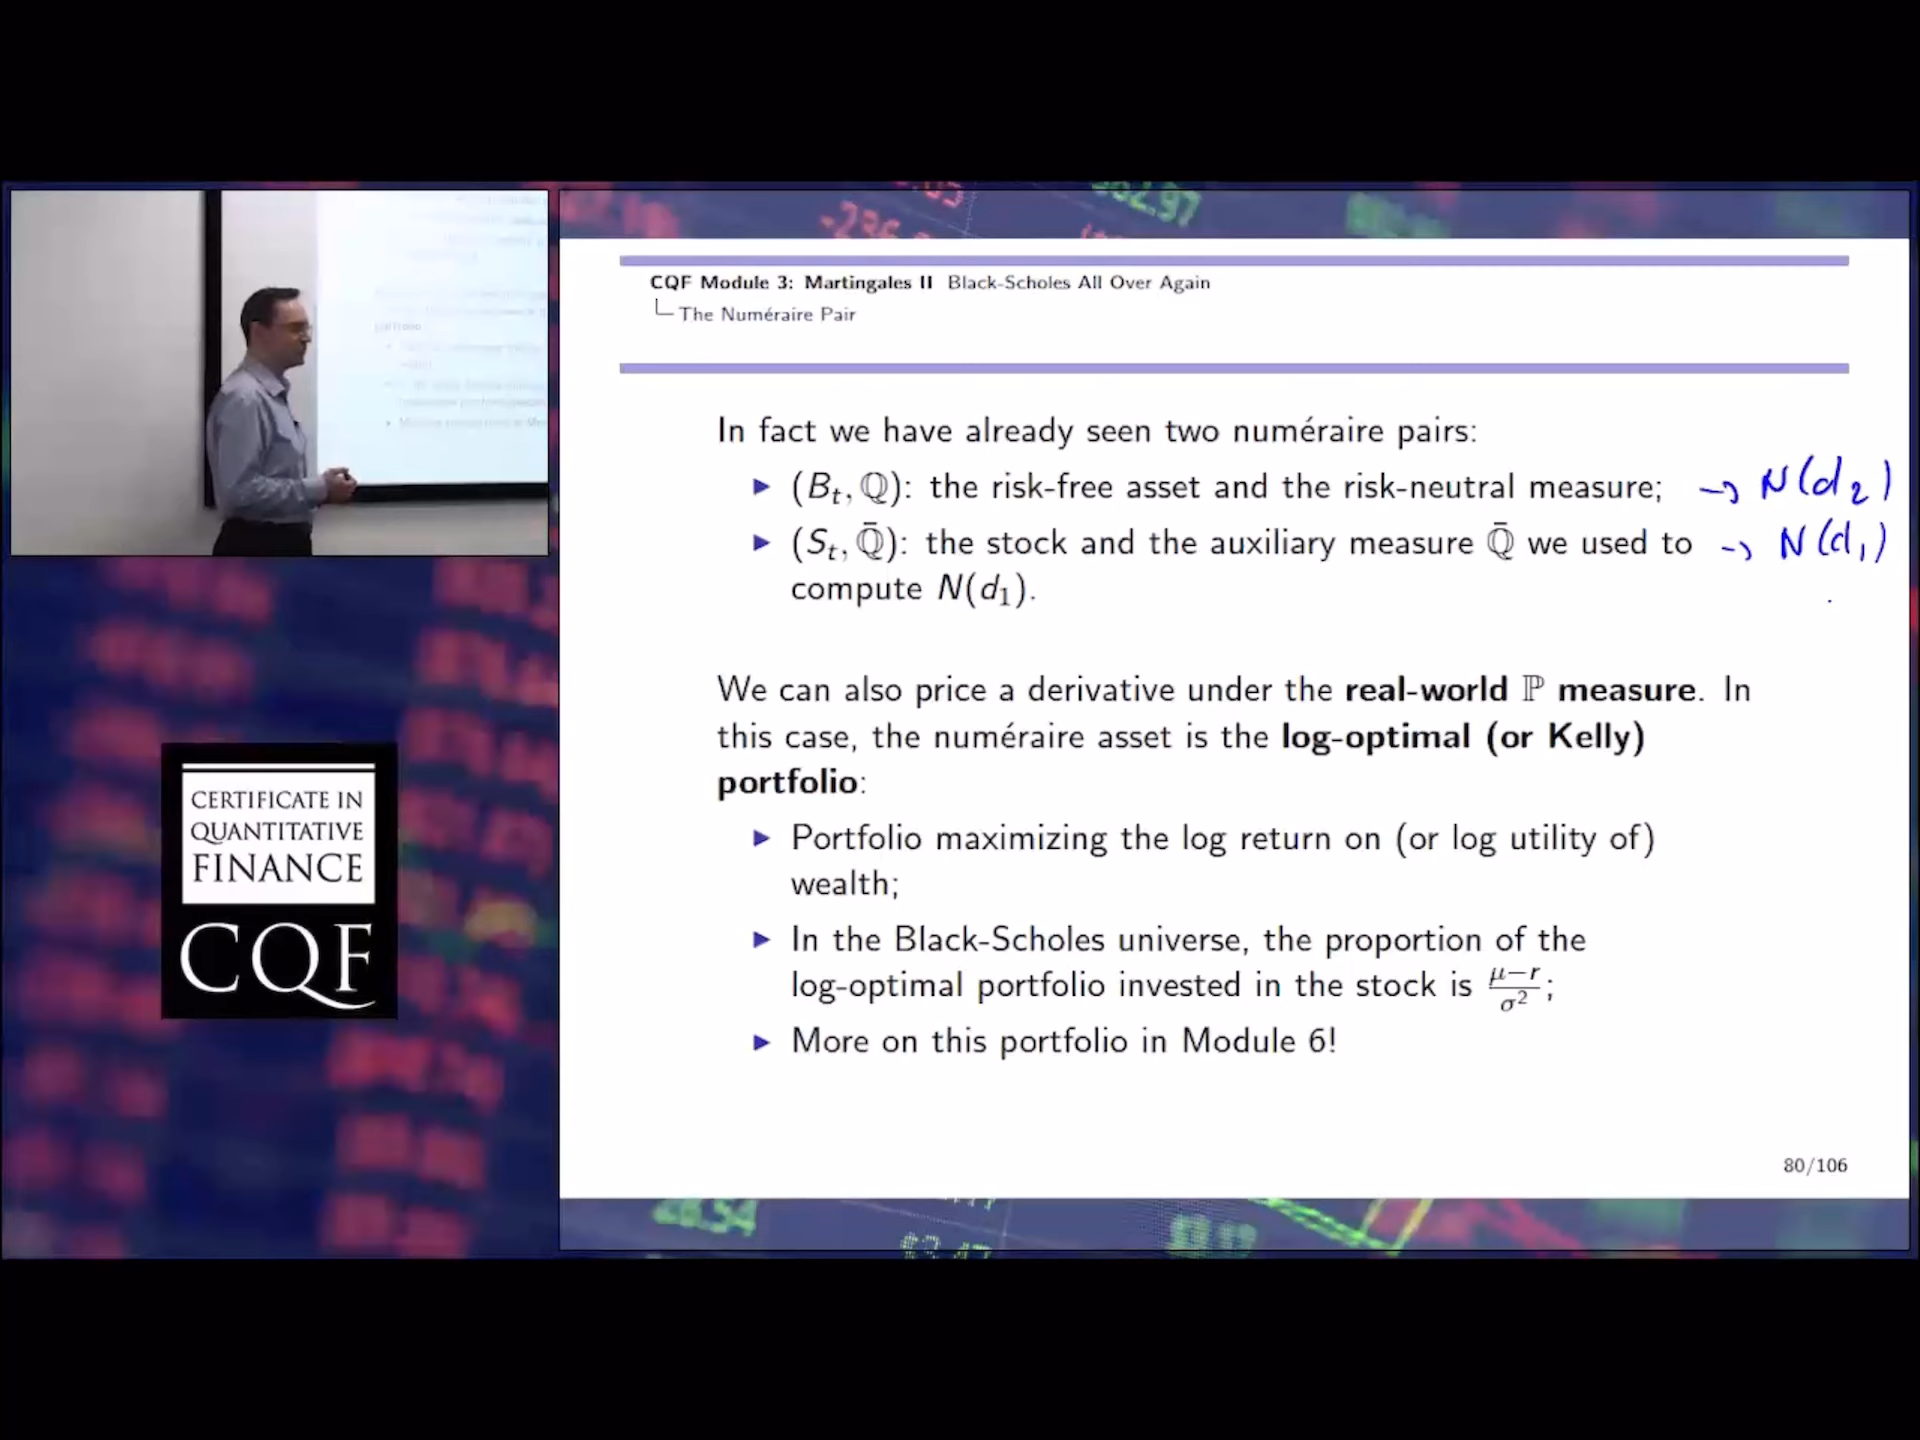 -236
362.97
CQF Module 3: Martingales II Black-Scholes All Over Again
The Numéraire Pair
In fact we have already seen two numéraire pairs:
▶ (Bₜ, ℚ): the risk-free asset and the risk-neutral measure; → N(d₂)
▶ (Sₜ, ℚ̄): the stock and the auxiliary measure ℚ̄ we used to → N(d₁)
compute N(d₁).
We can also price a derivative under the real-world ℙ measure. In
this case, the numéraire asset is the log-optimal (or Kelly)
portfolio:
▶ Portfolio maximizing the log return on (or log utility of)
wealth;
▶ In the Black-Scholes universe, the proportion of the
log-optimal portfolio invested in the stock is (μ−r)/σ²;
▶ More on this portfolio in Module 6!
80/106
CERTIFICATE IN
QUANTITATIVE
FINANCE
CQF